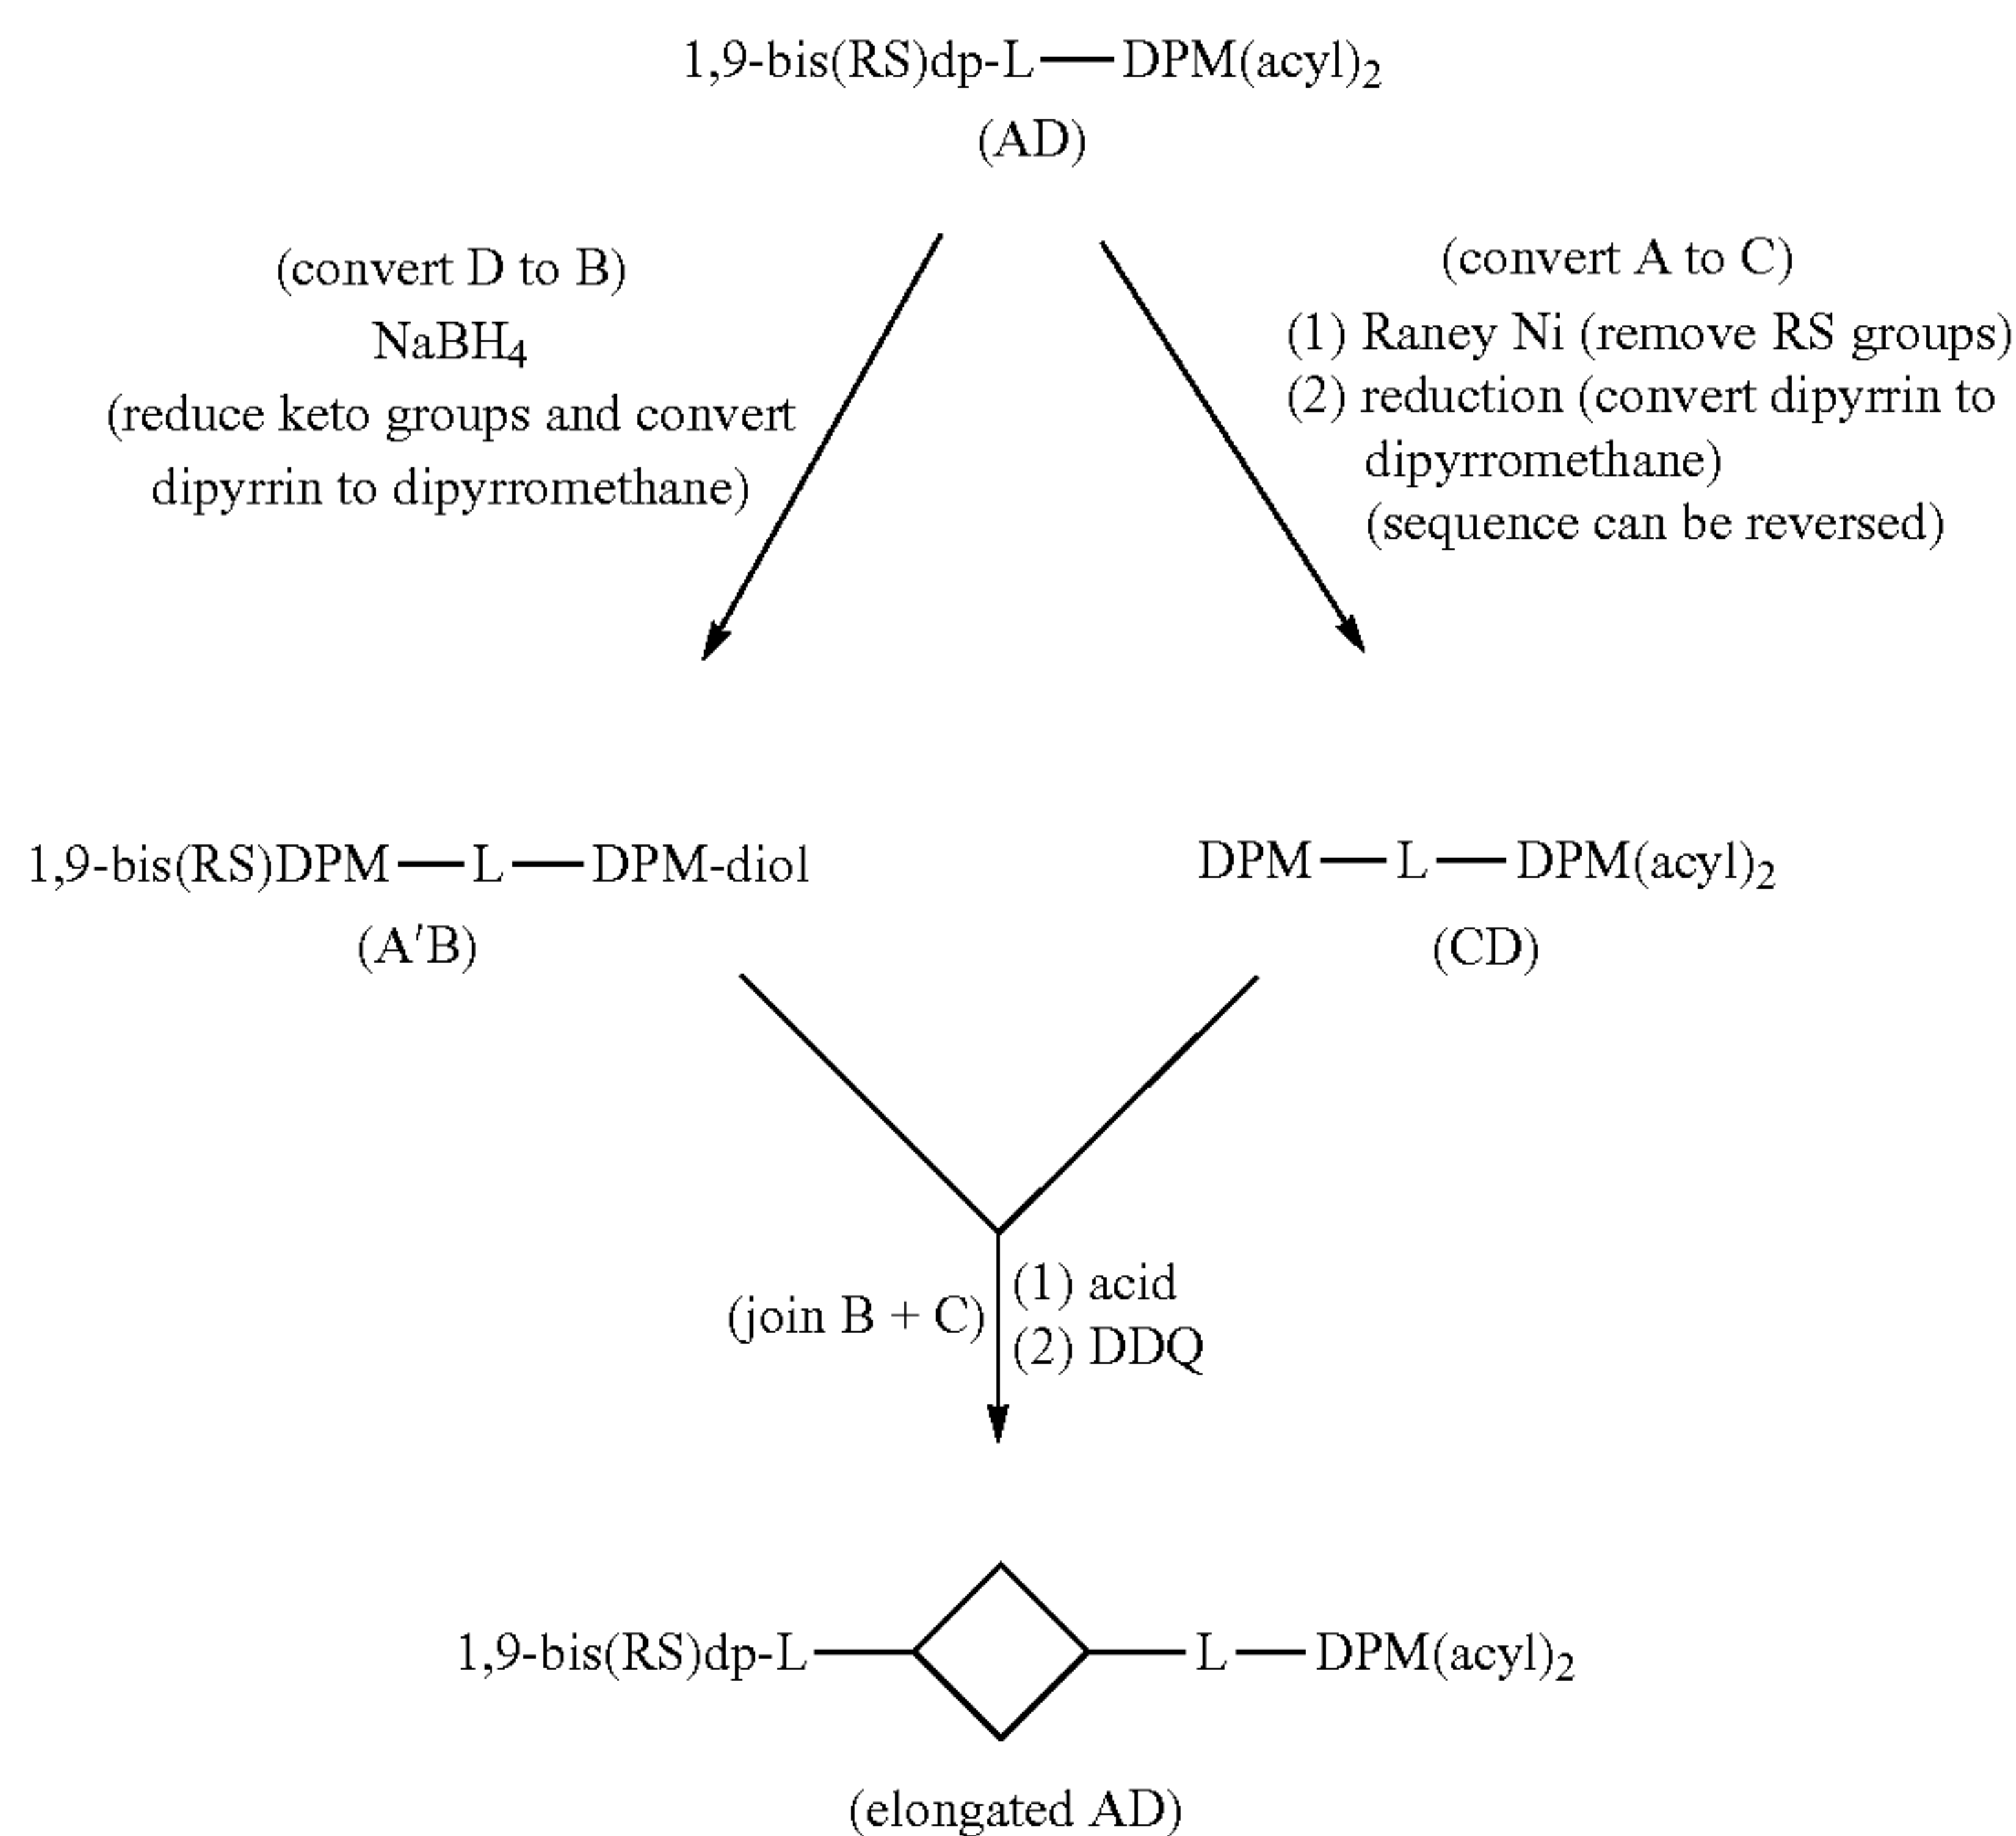 1,9-bis(RS)dp-L—DPM(acyl)₂
(AD)
(convert D to B)
NaBH₄
(reduce keto groups and convert
dipyrrin to dipyrromethane)
(convert A to C)
(1) Raney Ni (remove RS groups)
(2) reduction (convert dipyrrin to
dipyrromethane)
(sequence can be reversed)
1,9-bis(RS)DPM—L—DPM-diol
(A'B)
DPM—L—DPM(acyl)₂
(CD)
(join B + C)
(1) acid
(2) DDQ
1,9-bis(RS)dp-L
L—DPM(acyl)₂
(elongated AD)